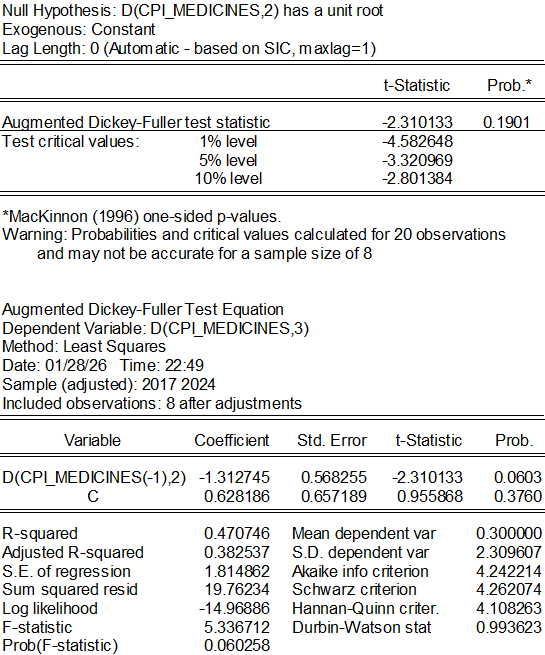 Null Hypothesis: D(CPI_MEDICINES,2) has a unit root
Exogenous: Constant
Lag Length: 0 (Automatic - based on SIC, maxlag=1)
t-Statistic Prob.*
Augmented Dickey-Fuller test statistic -2.310133 0.1901
Test critical values: 1% level -4.582648
5% level -3.320969
10% level -2.801384
*MacKinnon (1996) one-sided p-values.
Warning: Probabilities and critical values calculated for 20 observations
and may not be accurate for a sample size of 8
Augmented Dickey-Fuller Test Equation
Dependent Variable: D(CPI_MEDICINES,3)
Method: Least Squares
Date: 01/28/26 Time: 22:49
Sample (adjusted): 2017 2024
Included observations: 8 after adjustments
Variable Coefficient Std. Error t-Statistic Prob.
D(CPI_MEDICINES(-1),2) -1.312745 0.568255 -2.310133 0.0603
C 0.628186 0.657189 0.955868 0.3760
R-squared 0.470746 Mean dependent var 0.300000
Adjusted R-squared 0.382537 S.D. dependent var 2.309607
S.E. of regression 1.814862 Akaike info criterion 4.242214
Sum squared resid 19.76234 Schwarz criterion 4.262074
Log likelihood -14.96886 Hannan-Quinn criter. 4.108263
F-statistic 5.336712 Durbin-Watson stat 0.993623
Prob(F-statistic) 0.060258